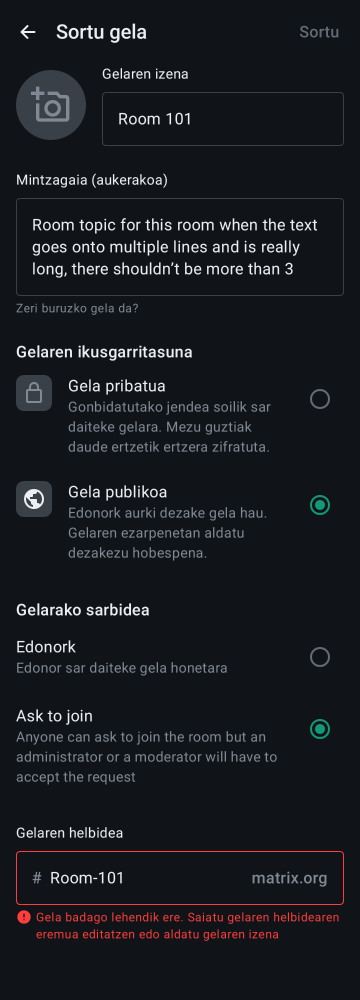 Sortu gela
Sortu
Gelaren izena
Room 101
Mintzagaia (aukerakoa)
Room topic for this room when the text
goes onto multiple lines and is really
long, there shouldn’t be more than 3
Zeri buruzko gela da?
Gelaren ikusgarritasuna
Gela pribatua
Gonbidatutako jendea soilik sar
daiteke gelara. Mezu guztiak
daude ertzetik ertzera zifratuta.
Gela publikoa
Edonork aurki dezake gela hau.
Gelaren ezarpenetan aldatu
dezakezu hobespena.
Gelarako sarbidea
Edonork
Edonor sar daiteke gela honetara
Ask to join
Anyone can ask to join the room but an
administrator or a moderator will have to
accept the request
Gelaren helbidea
# Room-101 matrix.org
Gela badago lehendik ere. Saiatu gelaren helbidearen
eremua editatzen edo aldatu gelaren izena